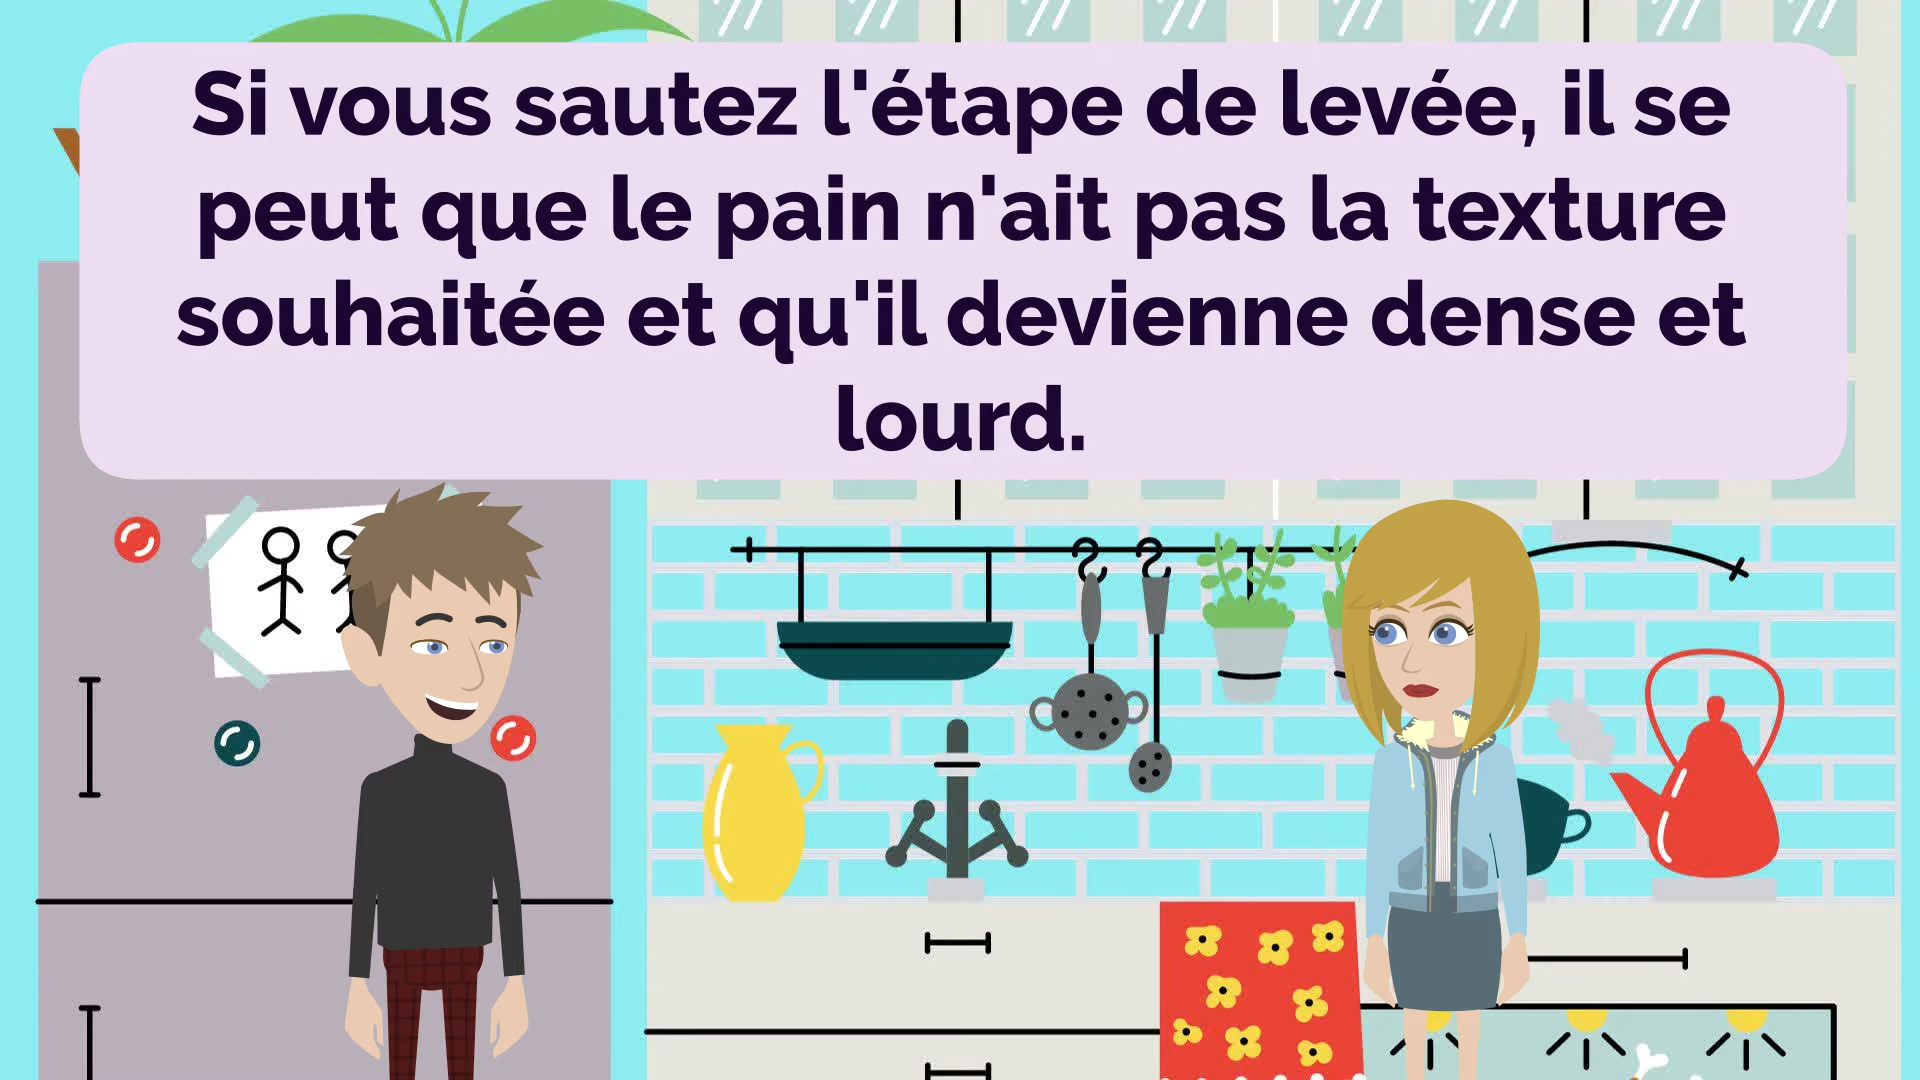 Si vous sautez l'étape de levée, il se
peut que le pain n'ait pas la texture
souhaitée et qu'il devienne dense et
lourd.